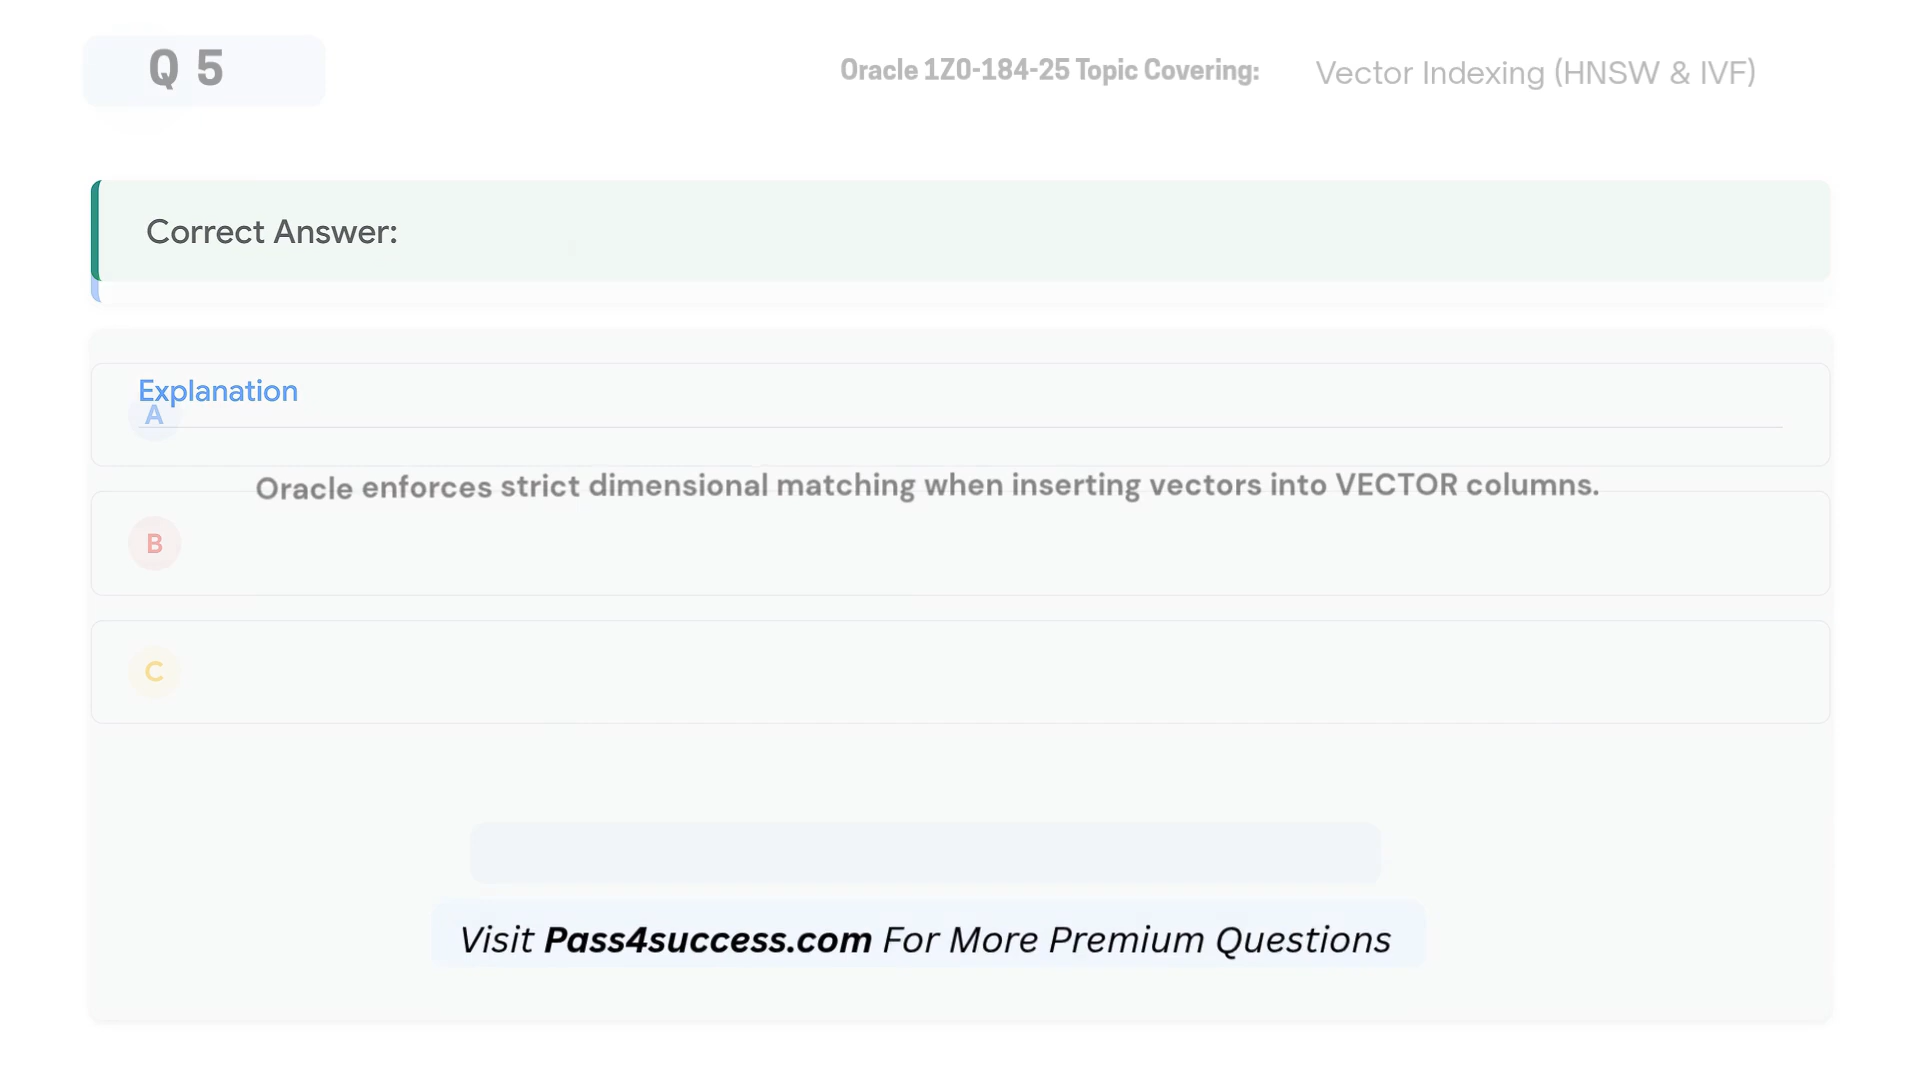 Q 5
Oracle 1Z0-184-25 Topic Covering: Vector Indexing (HNSW & IVF)
Correct Answer:
Explanation
A
Oracle enforces strict dimensional matching when inserting vectors into VECTOR columns.
B
C
Visit Pass4success.com For More Premium Questions